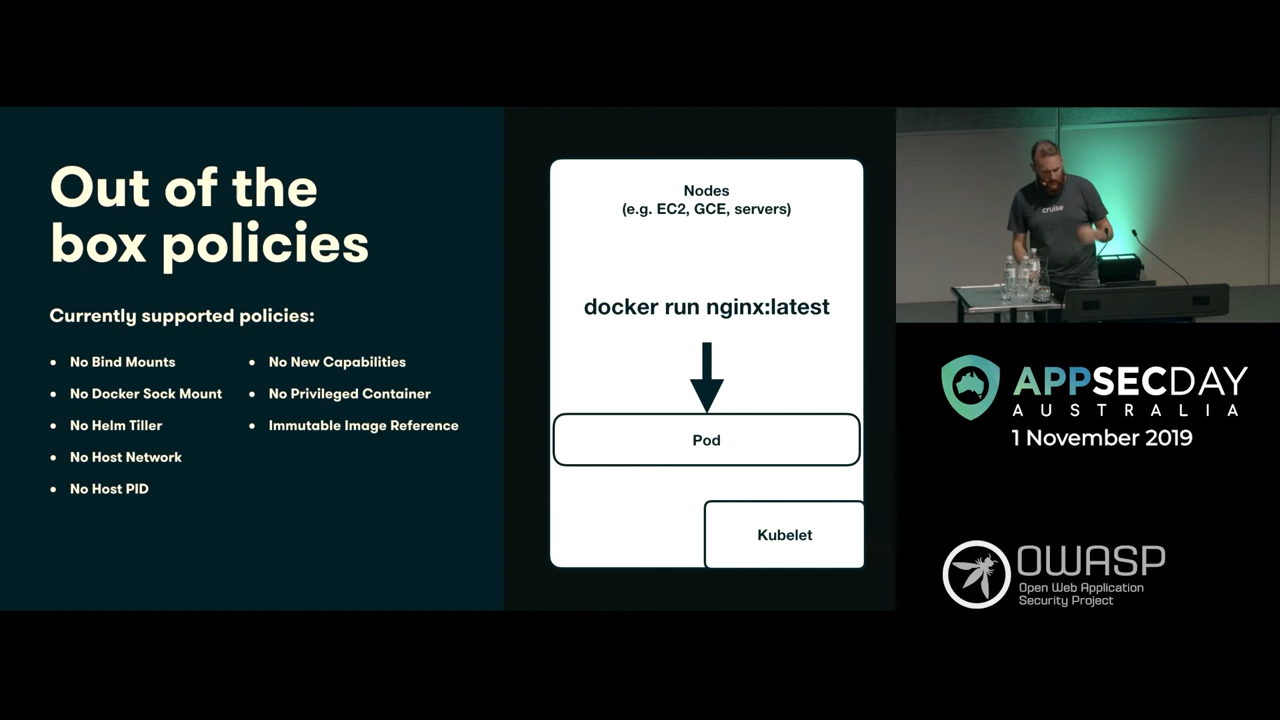 Out of the
box policies
Currently supported policies:
• No Bind Mounts
• No Docker Sock Mount
• No Helm Tiller
• No Host Network
• No Host PID
• No New Capabilities
• No Privileged Container
• Immutable Image Reference
Nodes
(e.g. EC2, GCE, servers)
docker run nginx:latest
Pod
Kubelet
cruise
APPSECDAY
AUSTRALIA
1 November 2019
OWASP
Open Web Application
Security Project